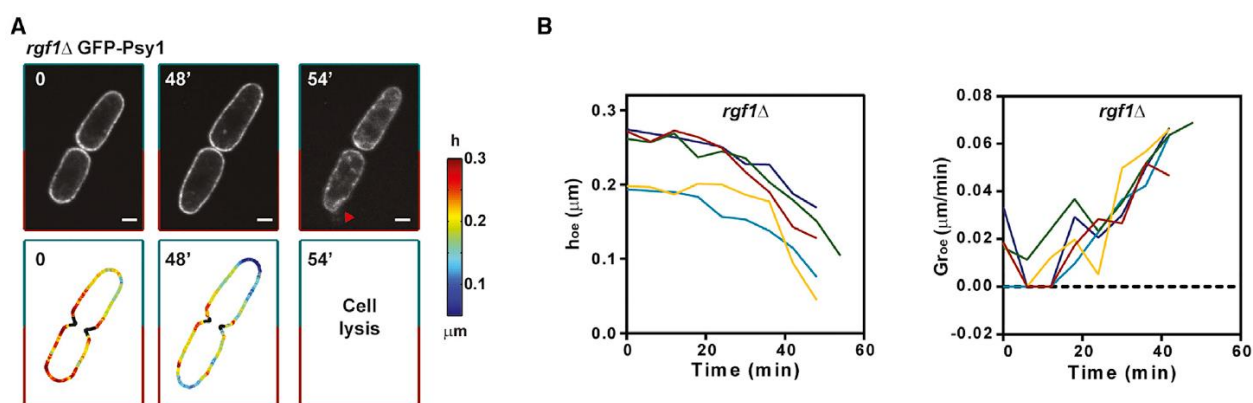 A
rgf1Δ GFP-Psy1
0
48'
54'
h
0.3
0.2
0.1
μm
0
48'
54'
Cell
lysis
B
rgf1Δ
hoe (μm)
0.3
0.2
0.1
0.0
0
20
40
60
Time (min)
rgf1Δ
Groe (μm/min)
0.08
0.06
0.04
0.02
0.00
-0.02
0
20
40
60
Time (min)